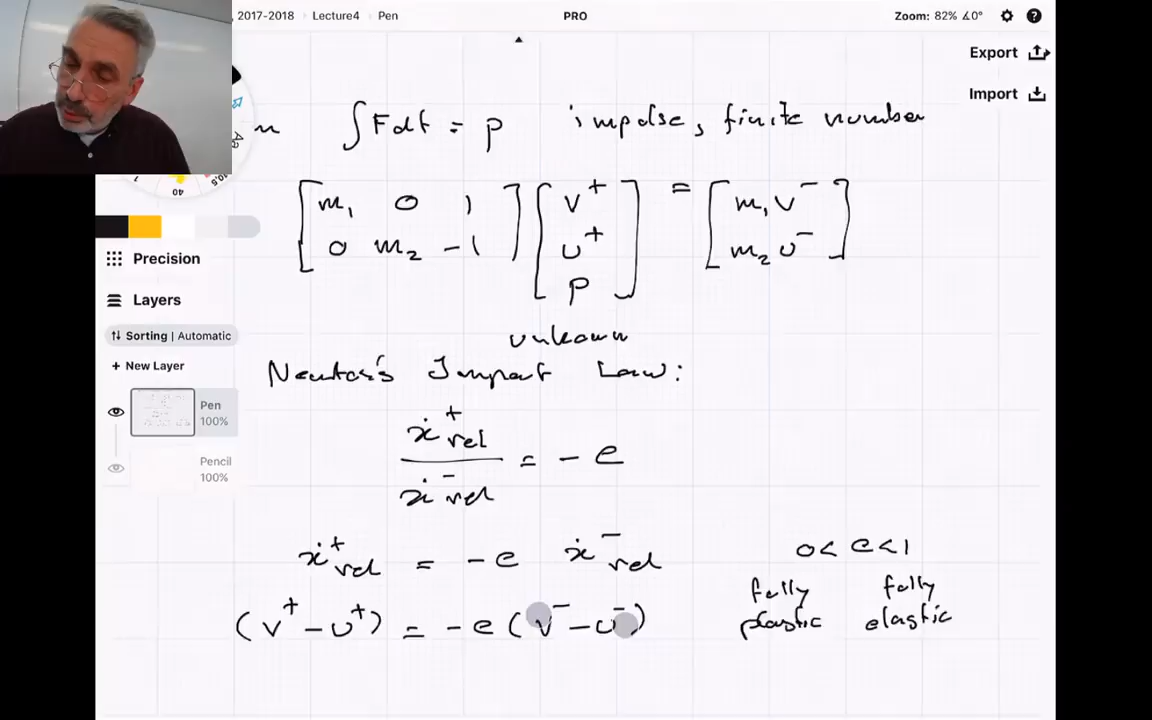 2017-2018 Lecture4 Pen PRO Zoom: 82% ∡0°
Export
Import
∫Fdt = p impulse, finite number
[m₁ 0 1] [v⁺] = [m₁v⁻]
[0 m₂ -1] [u⁺] [m₂u⁻]
[p]
unkown
Newton's Impact Law:
ẋ⁺rel / ẋ⁻rel = -e
ẋ⁺rel = -e ẋ⁻rel 0< e<1
fully fully
plastic elastic
(v⁺-u⁺) = -e(v⁻-u⁻)
40
Precision
Layers
Sorting | Automatic
+ New Layer
Pen
100%
Pencil
100%